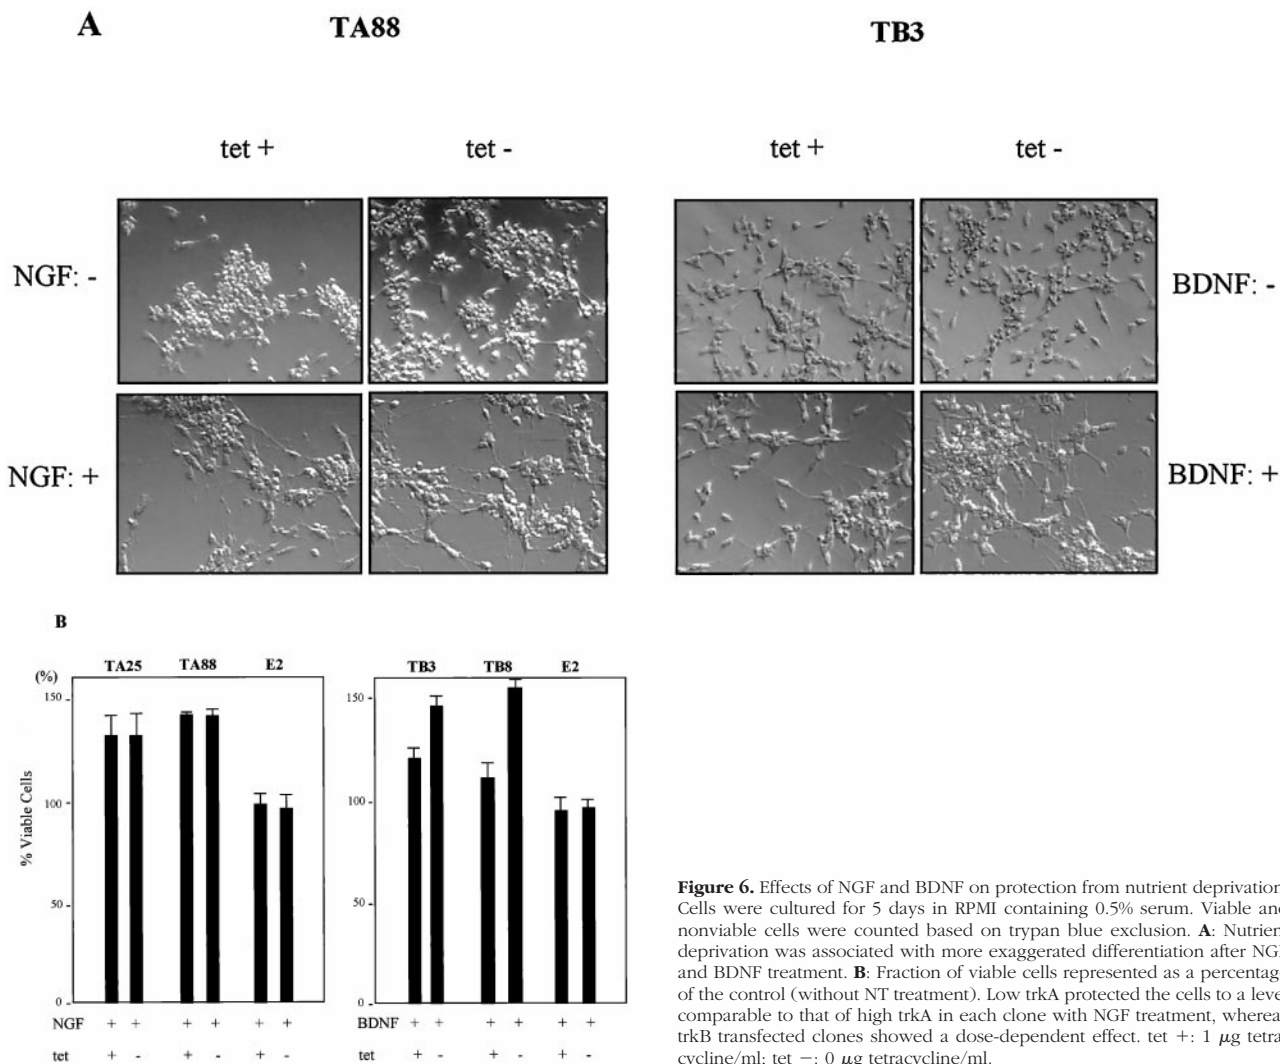 A
TA88
TB3
tet +
tet -
tet +
tet -
NGF: -
BDNF: -
NGF: +
BDNF: +
B
TA25 TA88 E2
TB3 TB8 E2
(%)
150
100
50
0
% Viable Cells
150
100
50
0
NGF + + + + + +
BDNF + + + + + +
tet + - + - + -
tet + - + - + -
Figure 6. Effects of NGF and BDNF on protection from nutrient deprivation
Cells were cultured for 5 days in RPMI containing 0.5% serum. Viable and
nonviable cells were counted based on trypan blue exclusion. A: Nutrien
deprivation was associated with more exaggerated differentiation after NG
and BDNF treatment. B: Fraction of viable cells represented as a percentag
of the control (without NT treatment). Low trkA protected the cells to a leve
comparable to that of high trkA in each clone with NGF treatment, wherea
trkB transfected clones showed a dose-dependent effect. tet +: 1 μg tetra
cycline/ml; tet −: 0 μg tetracycline/ml.